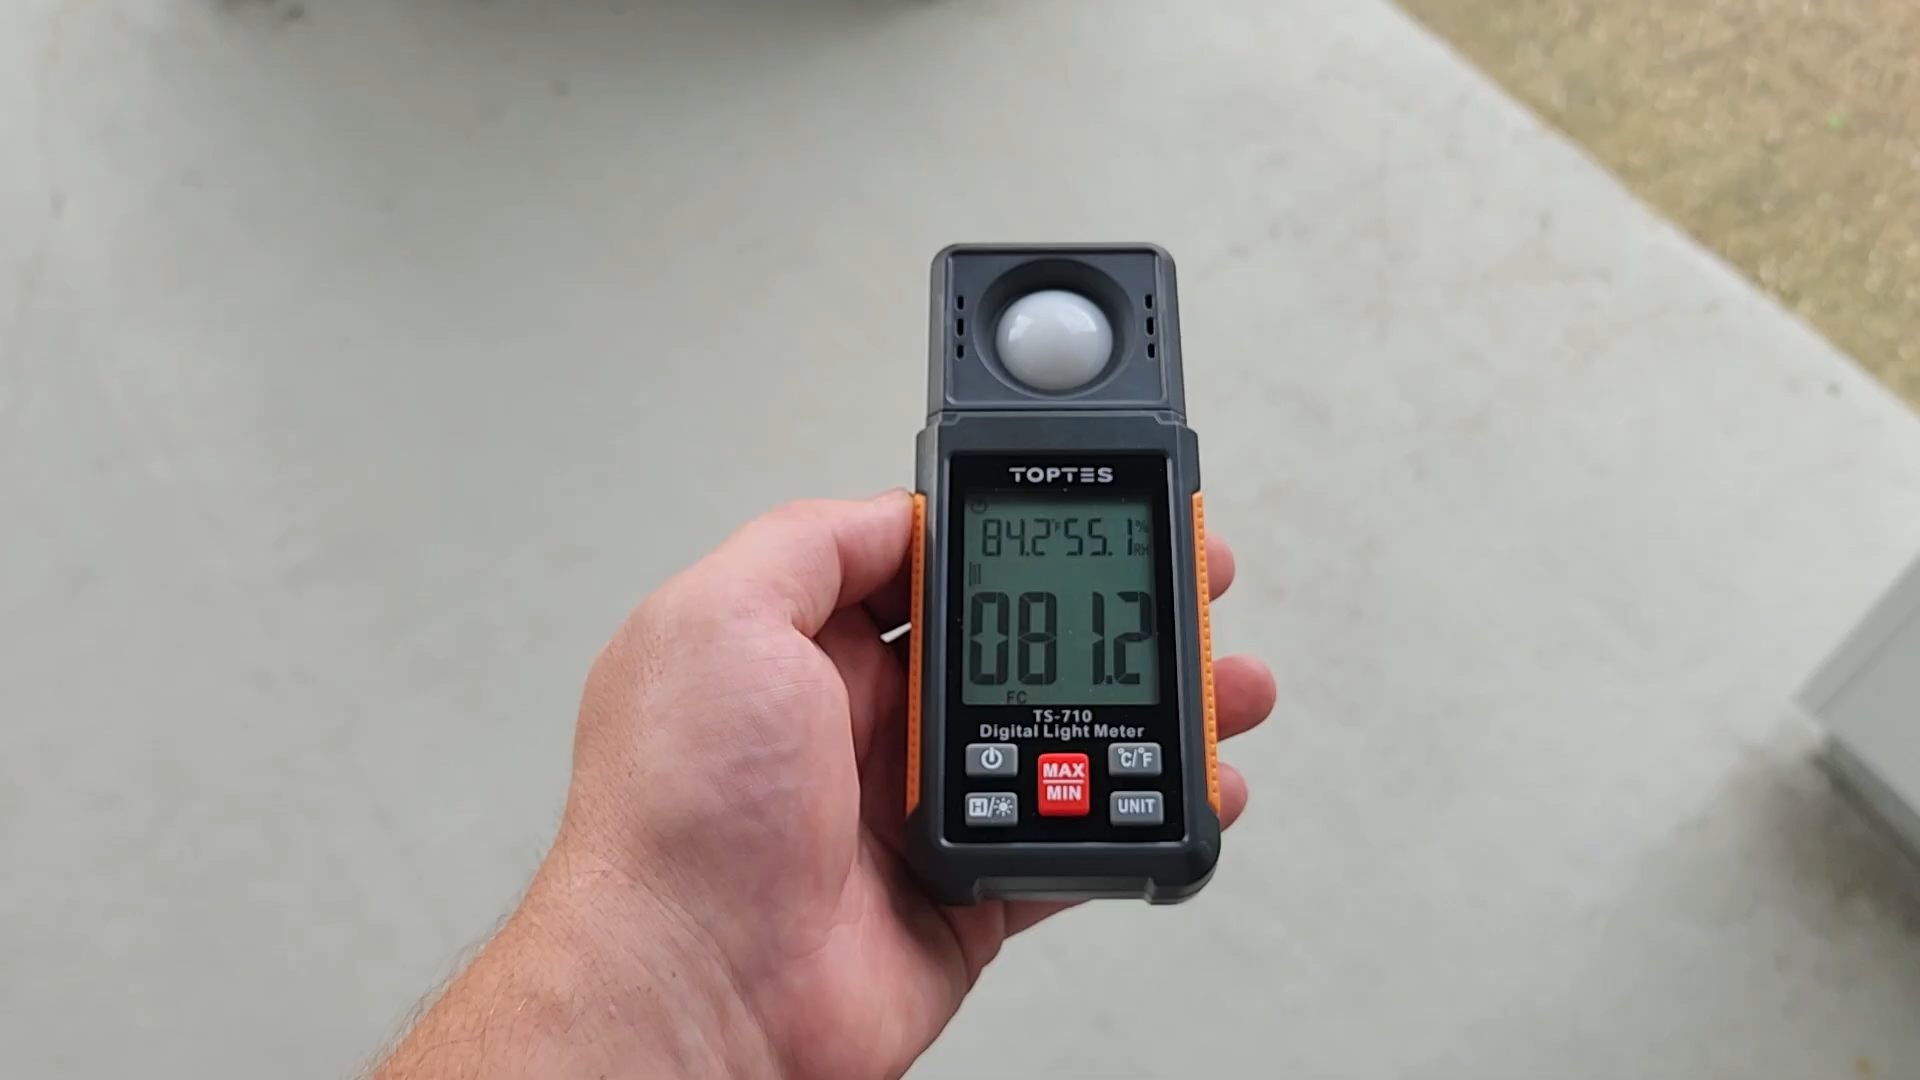 TOPTES
84.2°F 55.1% RH
081.2
FC
TS-710
Digital Light Meter
MAX °C/°F
MIN
H/ UNIT